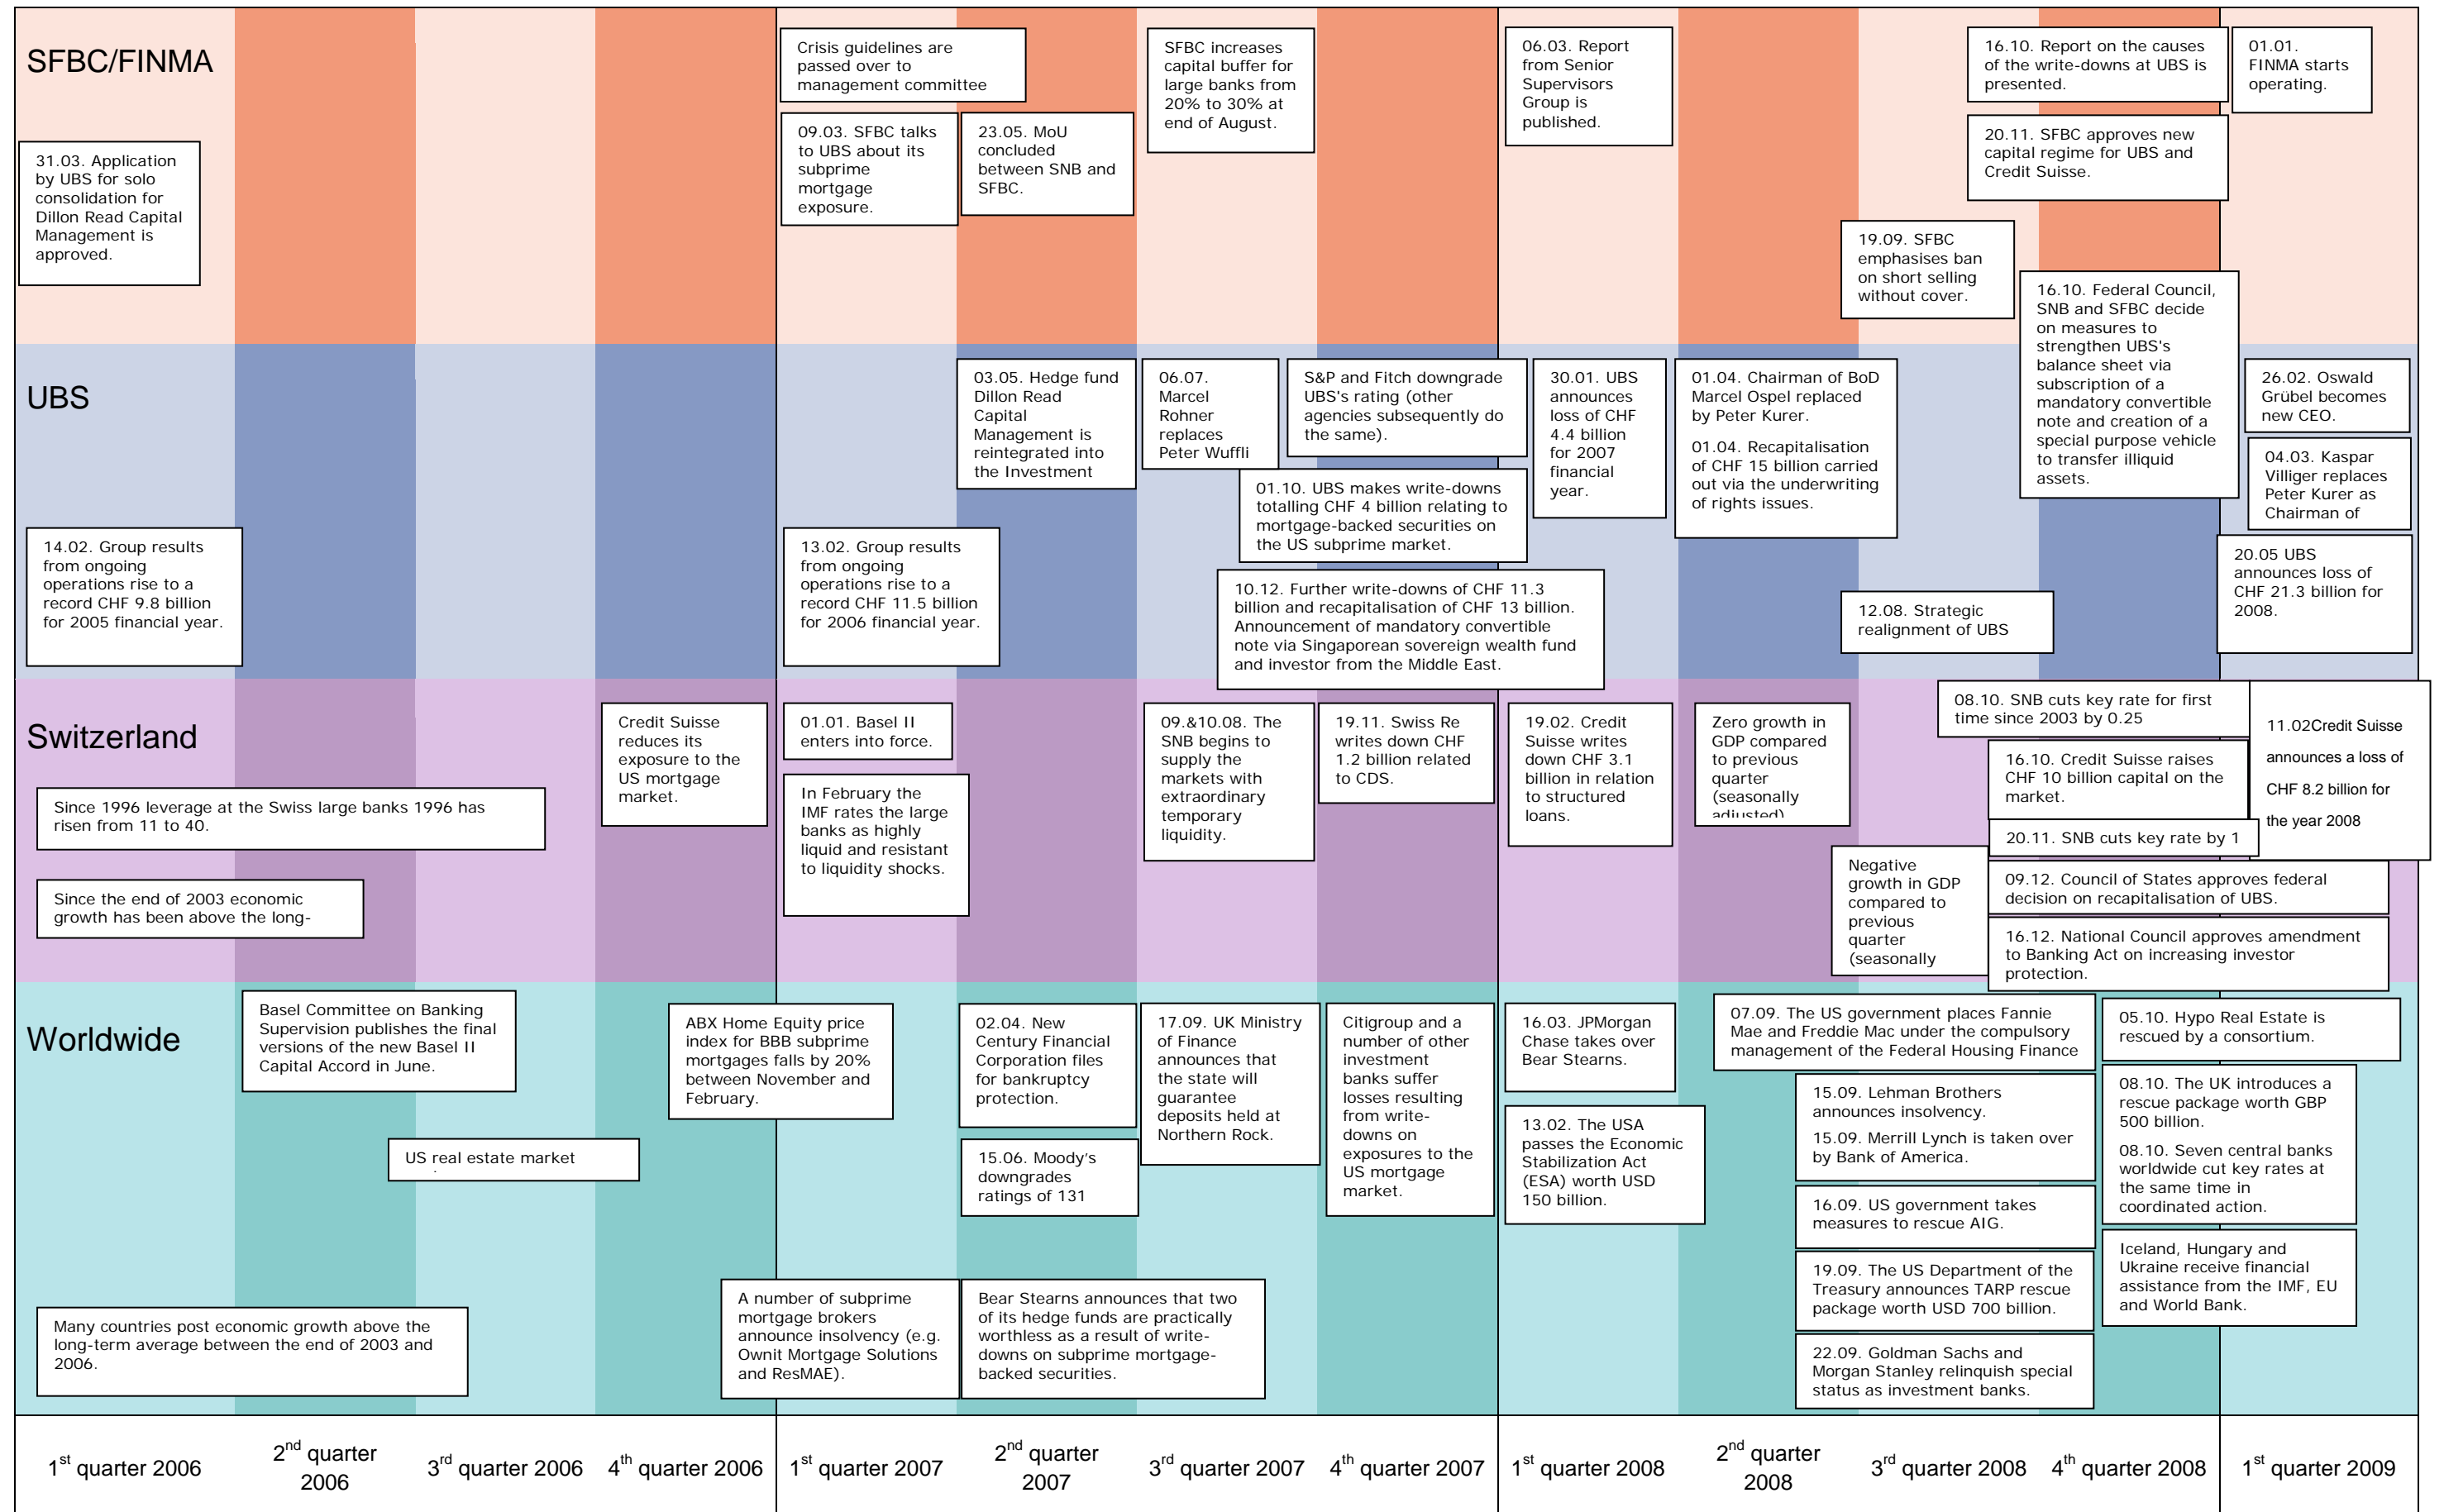 SFBC/FINMA
31.03. Application
by UBS for solo
consolidation for
Dillon Read Capital
Management is
approved.
Crisis guidelines are
passed over to
management committee
09.03. SFBC talks
to UBS about its
subprime
mortgage
exposure.
23.05. MoU
concluded
between SNB and
SFBC.
SFBC increases
capital buffer for
large banks from
20% to 30% at
end of August.
06.03. Report
from Senior
Supervisors
Group is
published.
16.10. Report on the causes
of the write-downs at UBS is
presented.
20.11. SFBC approves new
capital regime for UBS and
Credit Suisse.
19.09. SFBC
emphasises ban
on short selling
without cover.
16.10. Federal Council,
SNB and SFBC decide
on measures to
strengthen UBS's
balance sheet via
subscription of a
mandatory convertible
note and creation of a
special purpose vehicle
to transfer illiquid
assets.
01.01.
FINMA starts
operating.
UBS
14.02. Group results
from ongoing
operations rise to a
record CHF 9.8 billion
for 2005 financial year.
13.02. Group results
from ongoing
operations rise to a
record CHF 11.5 billion
for 2006 financial year.
03.05. Hedge fund
Dillon Read
Capital
Management is
reintegrated into
the Investment
06.07.
Marcel
Rohner
replaces
Peter Wuffli
S&P and Fitch downgrade
UBS's rating (other
agencies subsequently do
the same).
01.10. UBS makes write-downs
totalling CHF 4 billion relating to
mortgage-backed securities on
the US subprime market.
10.12. Further write-downs of CHF 11.3
billion and recapitalisation of CHF 13 billion.
Announcement of mandatory convertible
note via Singaporean sovereign wealth fund
and investor from the Middle East.
30.01. UBS
announces
loss of CHF
4.4 billion
for 2007
financial
year.
01.04. Chairman of BoD
Marcel Ospel replaced
by Peter Kurer.
01.04. Recapitalisation
of CHF 15 billion carried
out via the underwriting
of rights issues.
12.08. Strategic
realignment of UBS
26.02. Oswald
Grübel becomes
new CEO.
04.03. Kaspar
Villiger replaces
Peter Kurer as
Chairman of
20.05 UBS
announces loss of
CHF 21.3 billion for
2008.
Switzerland
Since 1996 leverage at the Swiss large banks 1996 has
risen from 11 to 40.
Since the end of 2003 economic
growth has been above the long-
Credit Suisse
reduces its
exposure to the
US mortgage
market.
01.01. Basel II
enters into force.
In February the
IMF rates the large
banks as highly
liquid and resistant
to liquidity shocks.
09.&10.08. The
SNB begins to
supply the
markets with
extraordinary
temporary
liquidity.
19.11. Swiss Re
writes down CHF
1.2 billion related
to CDS.
19.02. Credit
Suisse writes
down CHF 3.1
billion in relation
to structured
loans.
Zero growth in
GDP compared
to previous
quarter
(seasonally
adjusted)
Negative
growth in GDP
compared to
previous
quarter
(seasonally
08.10. SNB cuts key rate for first
time since 2003 by 0.25
16.10. Credit Suisse raises
CHF 10 billion capital on the
market.
20.11. SNB cuts key rate by 1
09.12. Council of States approves federal
decision on recapitalisation of UBS.
16.12. National Council approves amendment
to Banking Act on increasing investor
protection.
11.02Credit Suisse
announces a loss of
CHF 8.2 billion for
the year 2008
Worldwide
Many countries post economic growth above the
long-term average between the end of 2003 and
2006.
Basel Committee on Banking
Supervision publishes the final
versions of the new Basel II
Capital Accord in June.
US real estate market
ABX Home Equity price
index for BBB subprime
mortgages falls by 20%
between November and
February.
A number of subprime
mortgage brokers
announce insolvency (e.g.
Ownit Mortgage Solutions
and ResMAE).
02.04. New
Century Financial
Corporation files
for bankruptcy
protection.
15.06. Moody's
downgrades
ratings of 131
Bear Stearns announces that two
of its hedge funds are practically
worthless as a result of write-
downs on subprime mortgage-
backed securities.
17.09. UK Ministry
of Finance
announces that
the state will
guarantee
deposits held at
Northern Rock.
Citigroup and a
number of other
investment
banks suffer
losses resulting
from write-
downs on
exposures to the
US mortgage
market.
16.03. JPMorgan
Chase takes over
Bear Stearns.
13.02. The USA
passes the Economic
Stabilization Act
(ESA) worth USD
150 billion.
07.09. The US government places Fannie
Mae and Freddie Mac under the compulsory
management of the Federal Housing Finance
15.09. Lehman Brothers
announces insolvency.
15.09. Merrill Lynch is taken over
by Bank of America.
16.09. US government takes
measures to rescue AIG.
19.09. The US Department of the
Treasury announces TARP rescue
package worth USD 700 billion.
22.09. Goldman Sachs and
Morgan Stanley relinquish special
status as investment banks.
05.10. Hypo Real Estate is
rescued by a consortium.
08.10. The UK introduces a
rescue package worth GBP
500 billion.
08.10. Seven central banks
worldwide cut key rates at
the same time in
coordinated action.
Iceland, Hungary and
Ukraine receive financial
assistance from the IMF, EU
and World Bank.
1st quarter 2006
2nd quarter
2006
3rd quarter 2006
4th quarter 2006
1st quarter 2007
2nd quarter
2007
3rd quarter 2007
4th quarter 2007
1st quarter 2008
2nd quarter
2008
3rd quarter 2008
4th quarter 2008
1st quarter 2009